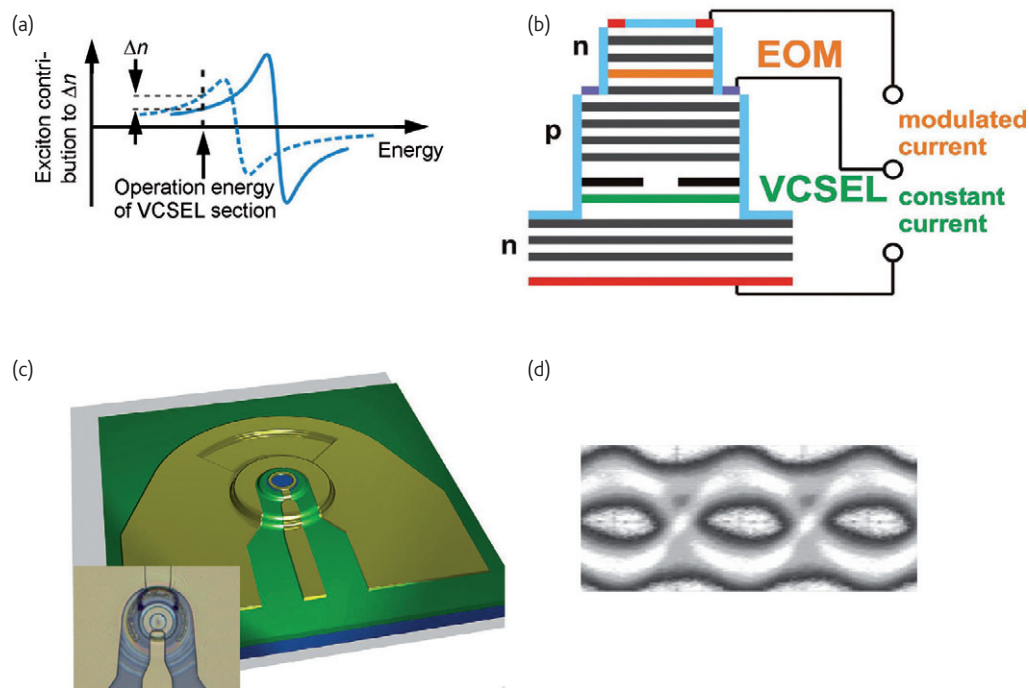 (a)
Exciton contri-
bution to Δn
Δn
Energy
Operation energy
of VCSEL section
(b)
n
EOM
p
modulated
current
VCSEL
constant
current
n
(c)
(d)